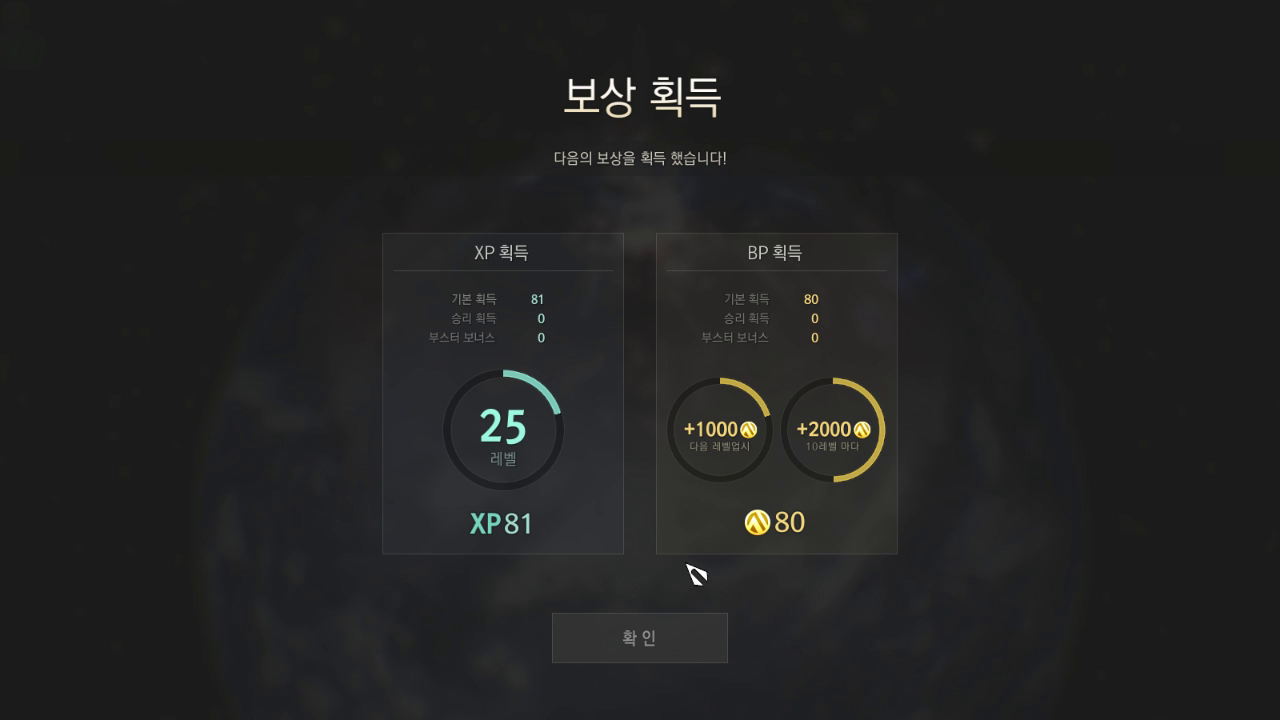 보상 획득
다음의 보상을 획득 했습니다!
XP 획득
기본 획득 81
승리 획득 0
부스터 보너스 0
25
레벨
XP 81
BP 획득
기본 획득 80
승리 획득 0
부스터 보너스 0
+1000
다음 레벨업시
+2000
10레벨 마다
80
확인